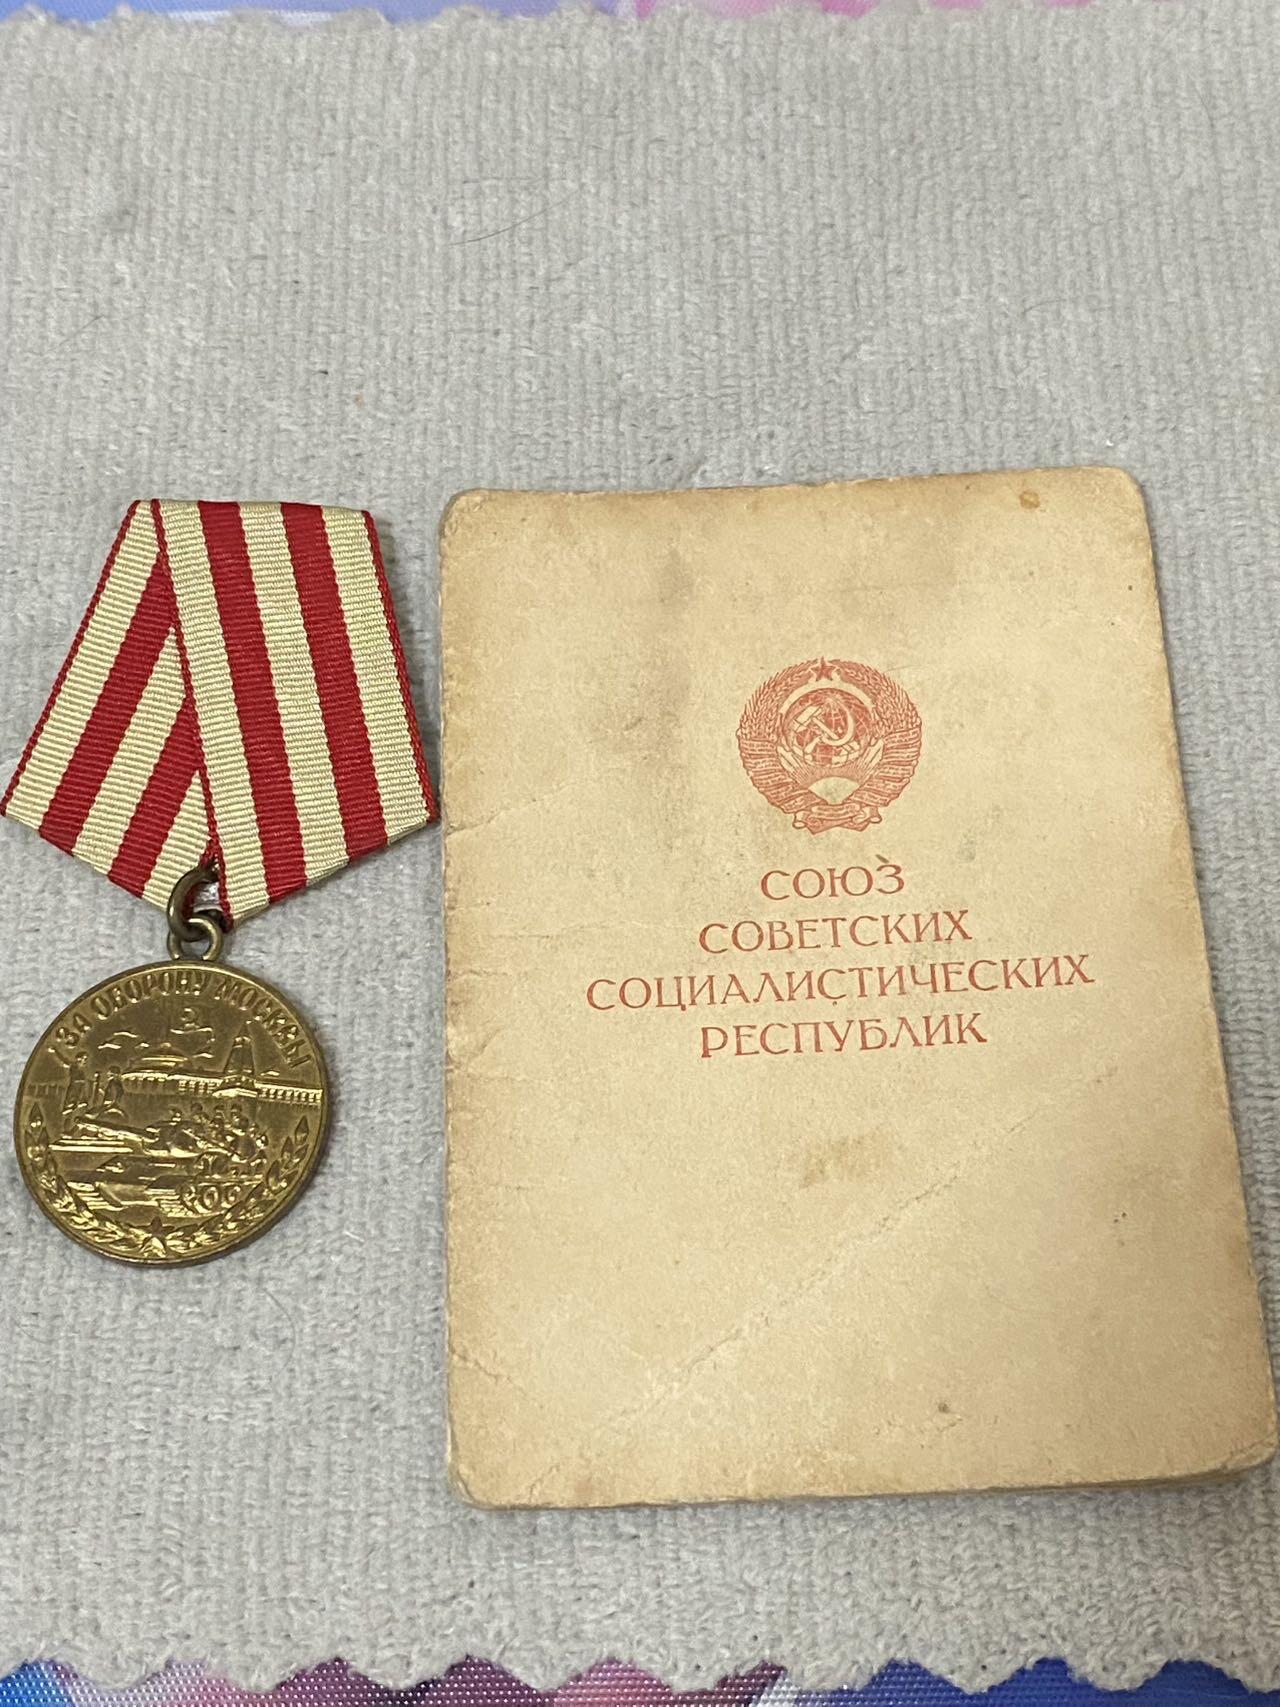 ЗА ОБОРОНУ МОСКВЫ
СОЮЗ
СОВЕТСКИХ
СОЦИАЛИСТИЧЕСКИХ
РЕСПУБЛИК